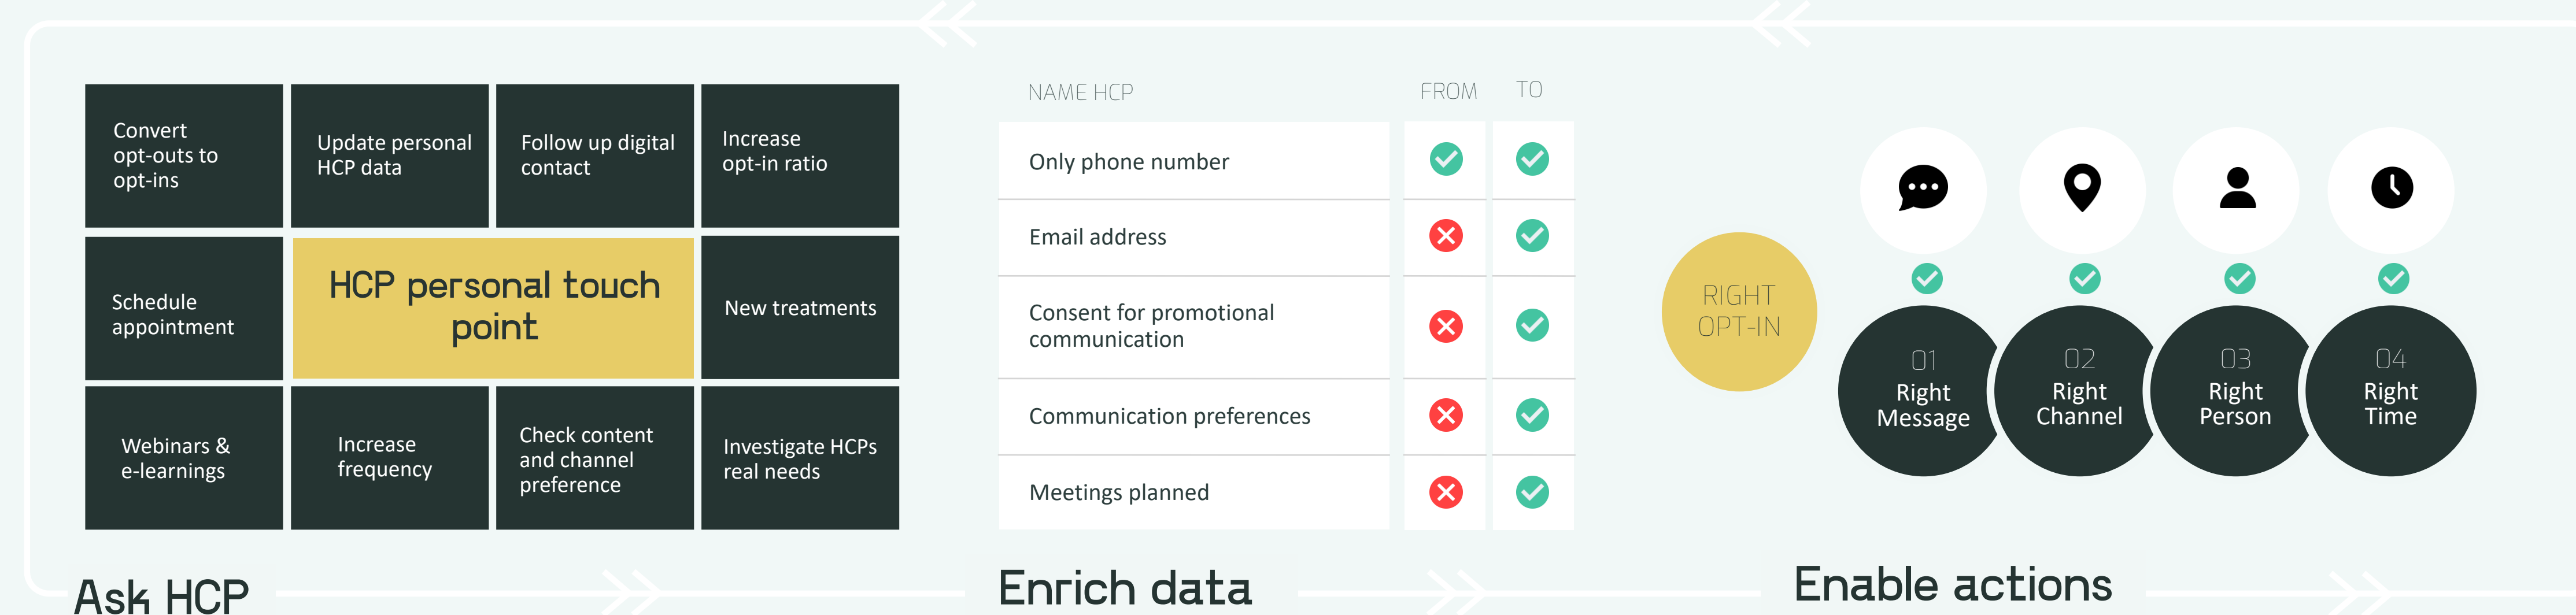 Convert
opt-outs to
opt-ins
Update personal
HCP data
Follow up digital
contact
Increase
opt-in ratio
Schedule
appointment
HCP personal touch
point
New treatments
Webinars &
e-learnings
Increase
frequency
Check content
and channel
preference
Investigate HCPs
real needs
Ask HCP
NAME HCP
FROM
TO
Only phone number
Email address
Consent for promotional
communication
Communication preferences
Meetings planned
Enrich data
RIGHT
OPT-IN
01
Right
Message
02
Right
Channel
03
Right
Person
04
Right
Time
Enable actions